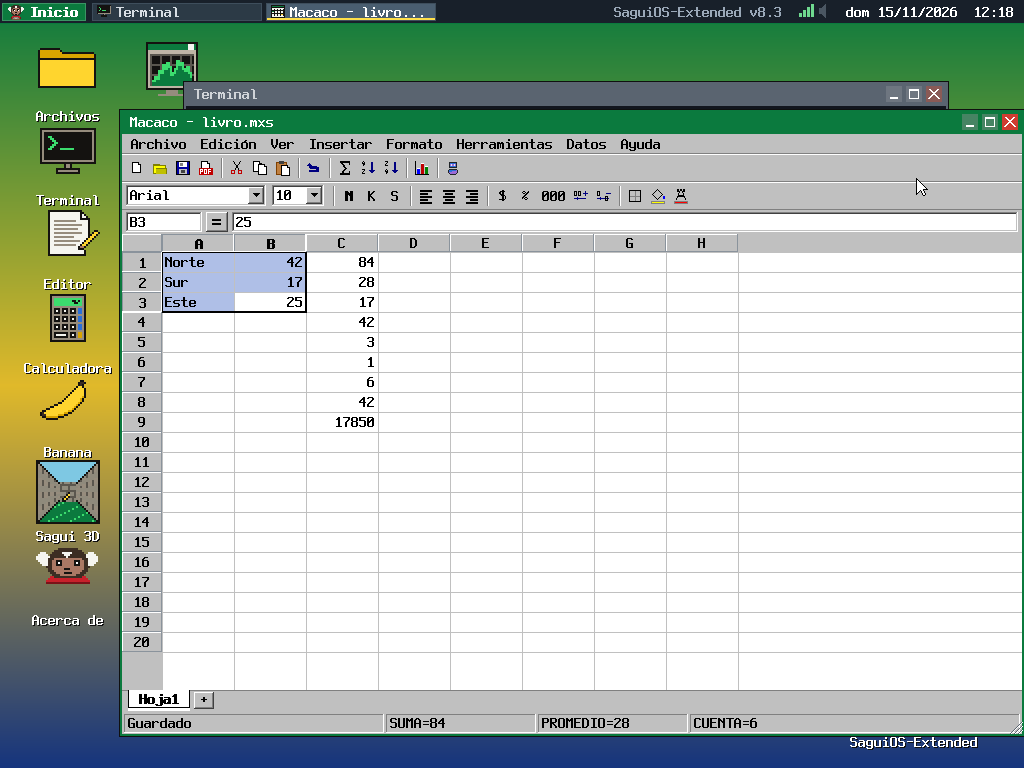 Inicio Terminal Macaco - livro... SaguiOS-Extended v8.3 dom 15/11/2026 12:18
Archivos
Terminal
Editor
Calculadora
Banana
Sagui 3D
Acerca de
Terminal
Macaco - livro.mxs
Archivo Edición Ver Insertar Formato Herramientas Datos Ayuda
PDF
Arial 10 N K S $ % 000
B3 = 25
A B C D E F G H
1 Norte 42 84
2 Sur 17 28
3 Este 25 17
4 42
5 3
6 1
7 6
8 42
9 17850
10
11
12
13
14
15
16
17
18
19
20
Hoja1 +
Guardado SUMA=84 PROMEDIO=28 CUENTA=6
SaguiOS-Extended